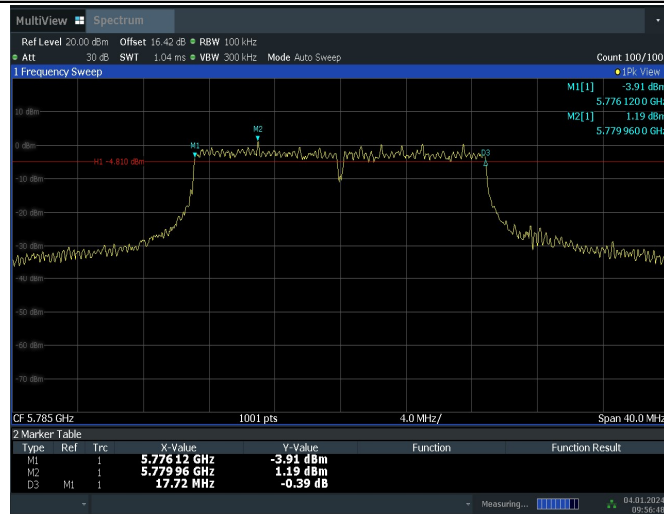 MultiView Spectrum
Ref Level 20.00 dBm Offset 16.42 dB RBW 100 kHz
Att 30 dB SWT 1.04 ms VBW 300 kHz Mode Auto Sweep Count 100/100
1 Frequency Sweep 1Pk View
M1[1] -3.91 dBm
5.776 1200 GHz
M2[1] 1.19 dBm
5.779 9600 GHz
10 dBm
M2
0 dBm
M1
D3
H1 -4.810 dBm
-10 dBm
-20 dBm
-30 dBm
-40 dBm
-50 dBm
-60 dBm
-70 dBm
CF 5.785 GHz 1001 pts 4.0 MHz/ Span 40.0 MHz
2 Marker Table
Type Ref Trc X-Value Y-Value Function Function Result
M1 1 5.776 12 GHz -3.91 dBm
M2 1 5.779 96 GHz 1.19 dBm
D3 M1 1 17.72 MHz -0.39 dB
Measuring... 04.01.2024
09:56:48